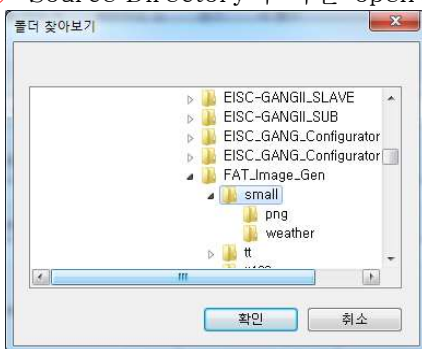 Source Directory
open
폴더 찾아보기
EISC-GANGII_SLAVE
EISC-GANGII_SUB
EISC_GANG_Configurator
EISC_GANG_Configurator
FAT_Image_Gen
small
png
weather
tt
확인
취소